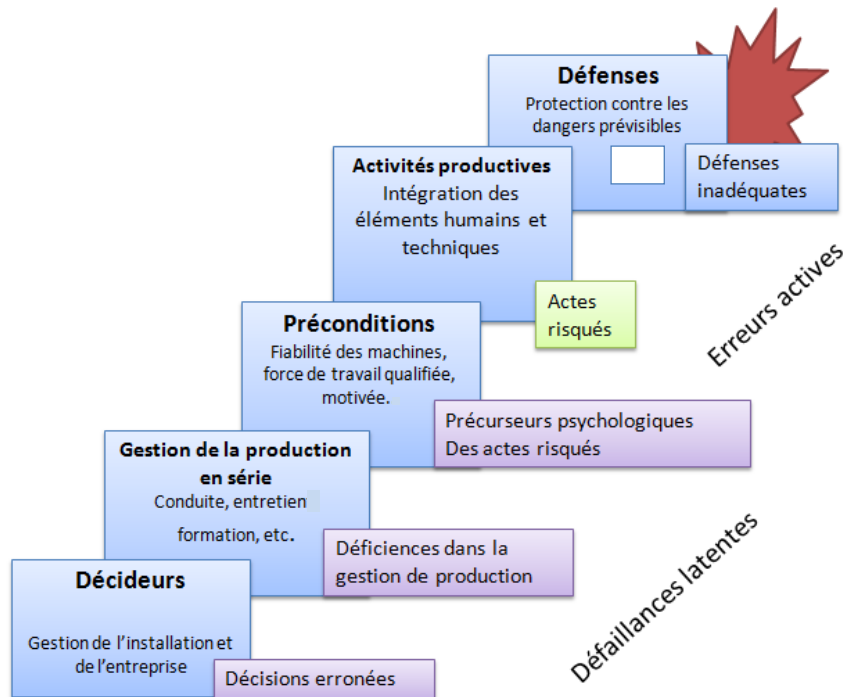 Défenses
Protection contre les
dangers prévisibles
Défenses
inadéquates
Activités productives
Intégration des
éléments humains et
techniques
Actes
risqués
Erreurs actives
Préconditions
Fiabilité des machines,
force de travail qualifiée,
motivée.
Précurseurs psychologiques
Des actes risqués
Gestion de la production
en série
Conduite, entretien
formation, etc.
Déficiences dans la
gestion de production
Défaillances latentes
Décideurs
Gestion de l'installation et
de l'entreprise
Décisions erronées